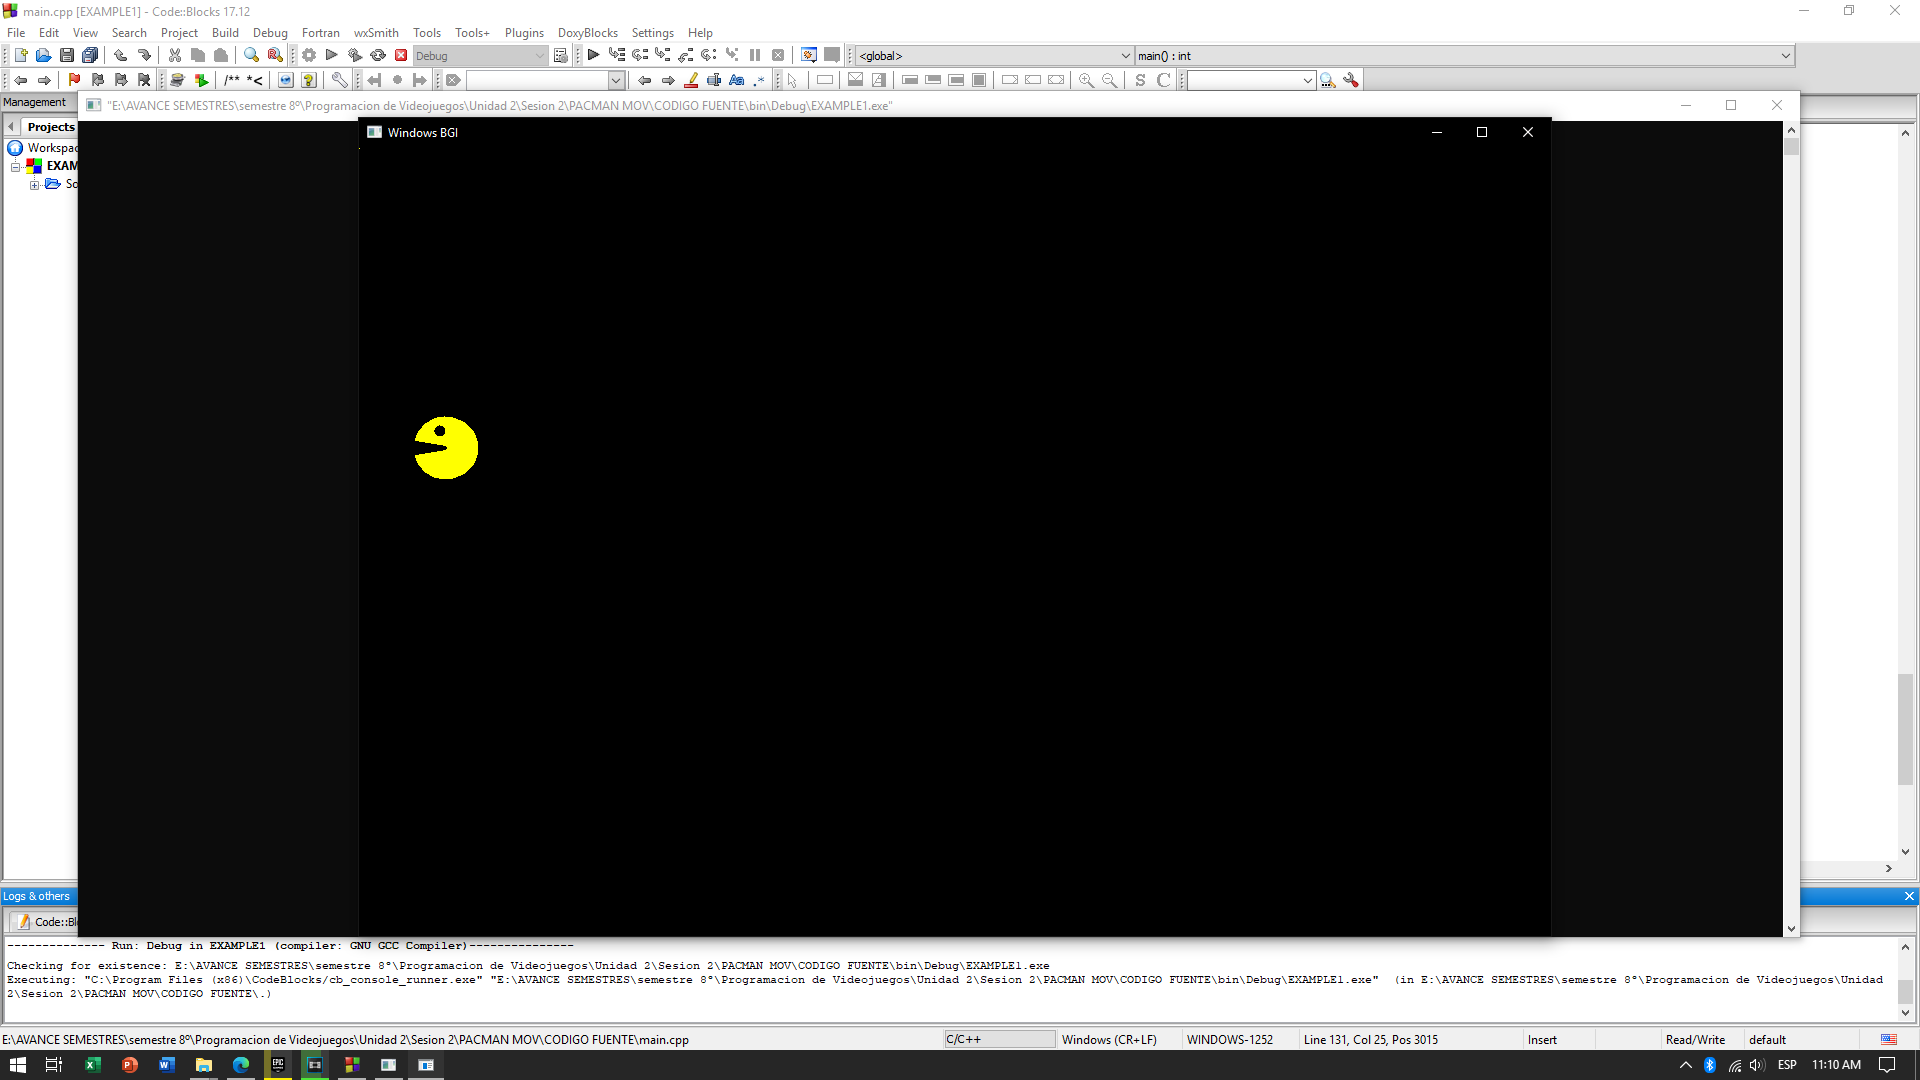 main.cpp [EXAMPLE1] - Code::Blocks 17.12
File Edit View Search Project Build Debug Fortran wxSmith Tools Tools+ Plugins DoxyBlocks Settings Help
Debug <global> main() : int
/** *< Aa .* S C
Management
"E:\AVANCE SEMESTRES\semestre 8º\Programacion de Videojuegos\Unidad 2\Sesion 2\PACMAN MOV\CODIGO FUENTE\bin\Debug\EXAMPLE1.exe"
Projects
Windows BGI
Workspac
EXAM
So
Logs & others
Code::Bl
-------------- Run: Debug in EXAMPLE1 (compiler: GNU GCC Compiler)---------------
Checking for existence: E:\AVANCE SEMESTRES\semestre 8º\Programacion de Videojuegos\Unidad 2\Sesion 2\PACMAN MOV\CODIGO FUENTE\bin\Debug\EXAMPLE1.exe
Executing: "C:\Program Files (x86)\CodeBlocks/cb_console_runner.exe" "E:\AVANCE SEMESTRES\semestre 8º\Programacion de Videojuegos\Unidad 2\Sesion 2\PACMAN MOV\CODIGO FUENTE\bin\Debug\EXAMPLE1.exe"  (in E:\AVANCE SEMESTRES\semestre 8º\Programacion de Videojuegos\Unidad
2\Sesion 2\PACMAN MOV\CODIGO FUENTE\.)
E:\AVANCE SEMESTRES\semestre 8º\Programacion de Videojuegos\Unidad 2\Sesion 2\PACMAN MOV\CODIGO FUENTE\main.cpp C/C++ Windows (CR+LF) WINDOWS-1252 Line 131, Col 25, Pos 3015 Insert Read/Write default
EPIC ESP 11:10 AM